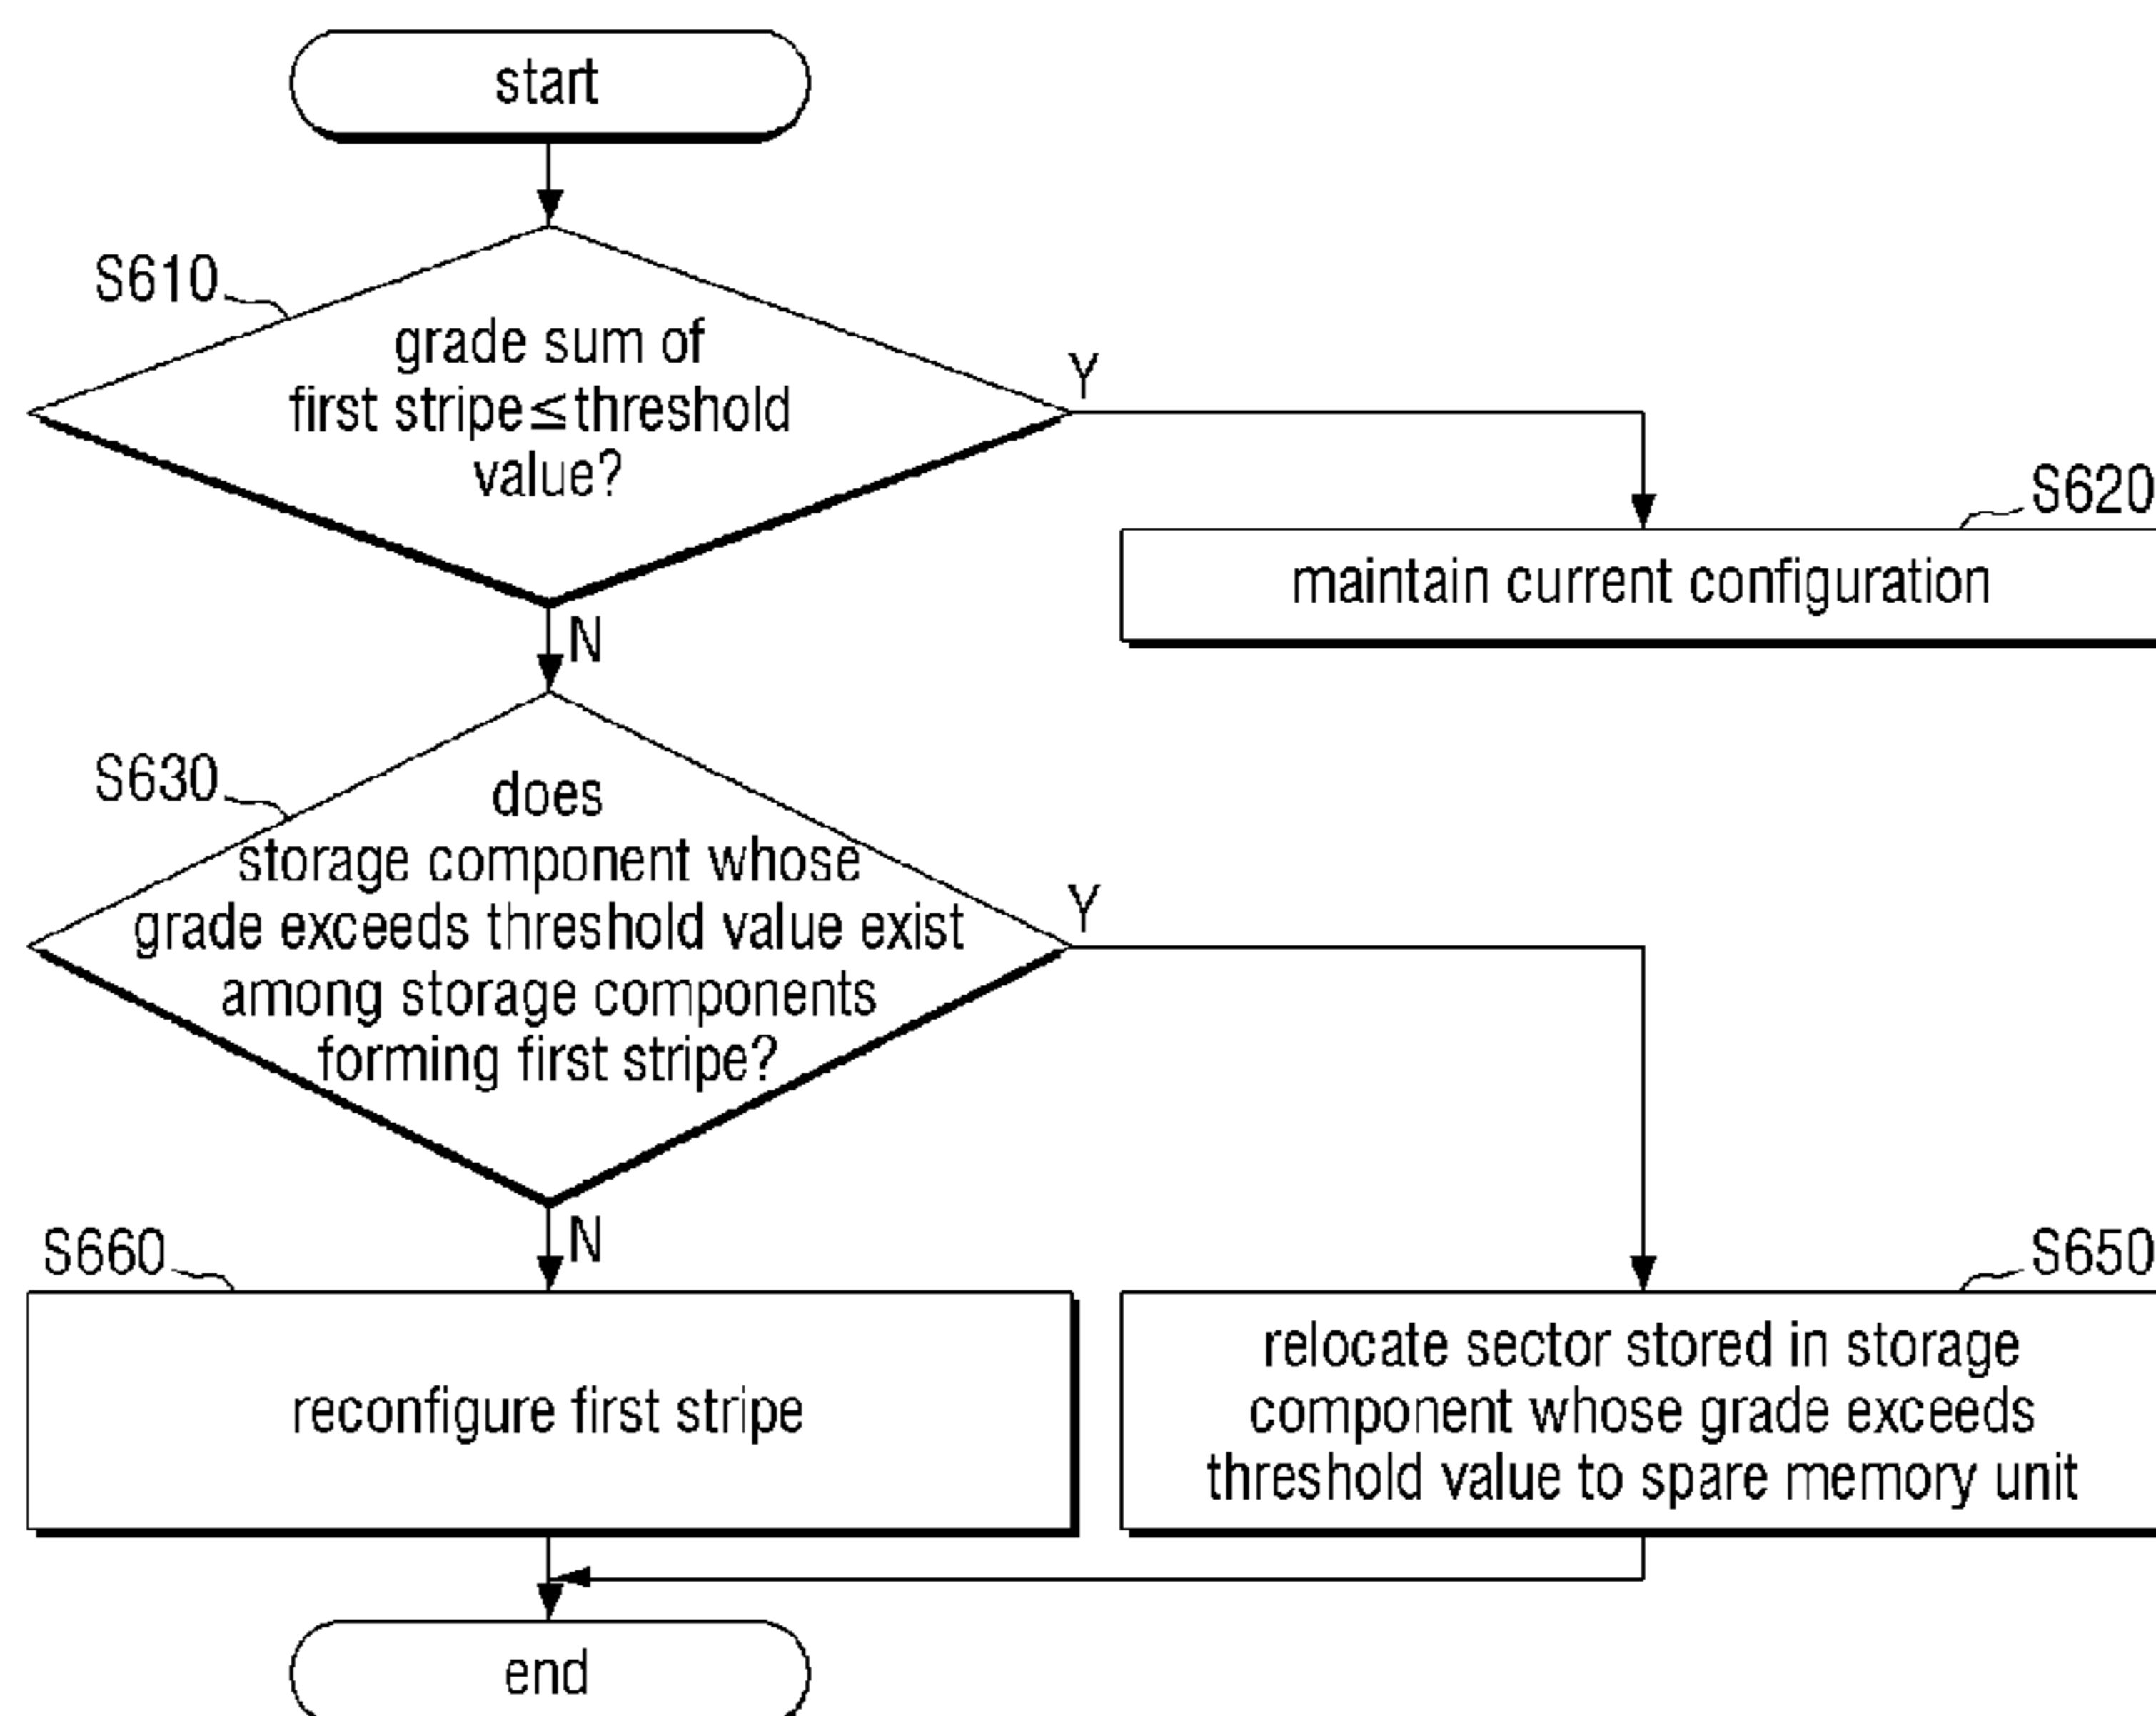 start
S610
grade sum of
first stripe≤threshold
value?
Y
S620
maintain current configuration
N
S630
does
storage component whose
grade exceeds threshold value exist
among storage components
forming first stripe?
Y
N
S660
reconfigure first stripe
S650
relocate sector stored in storage
component whose grade exceeds
threshold value to spare memory unit
end